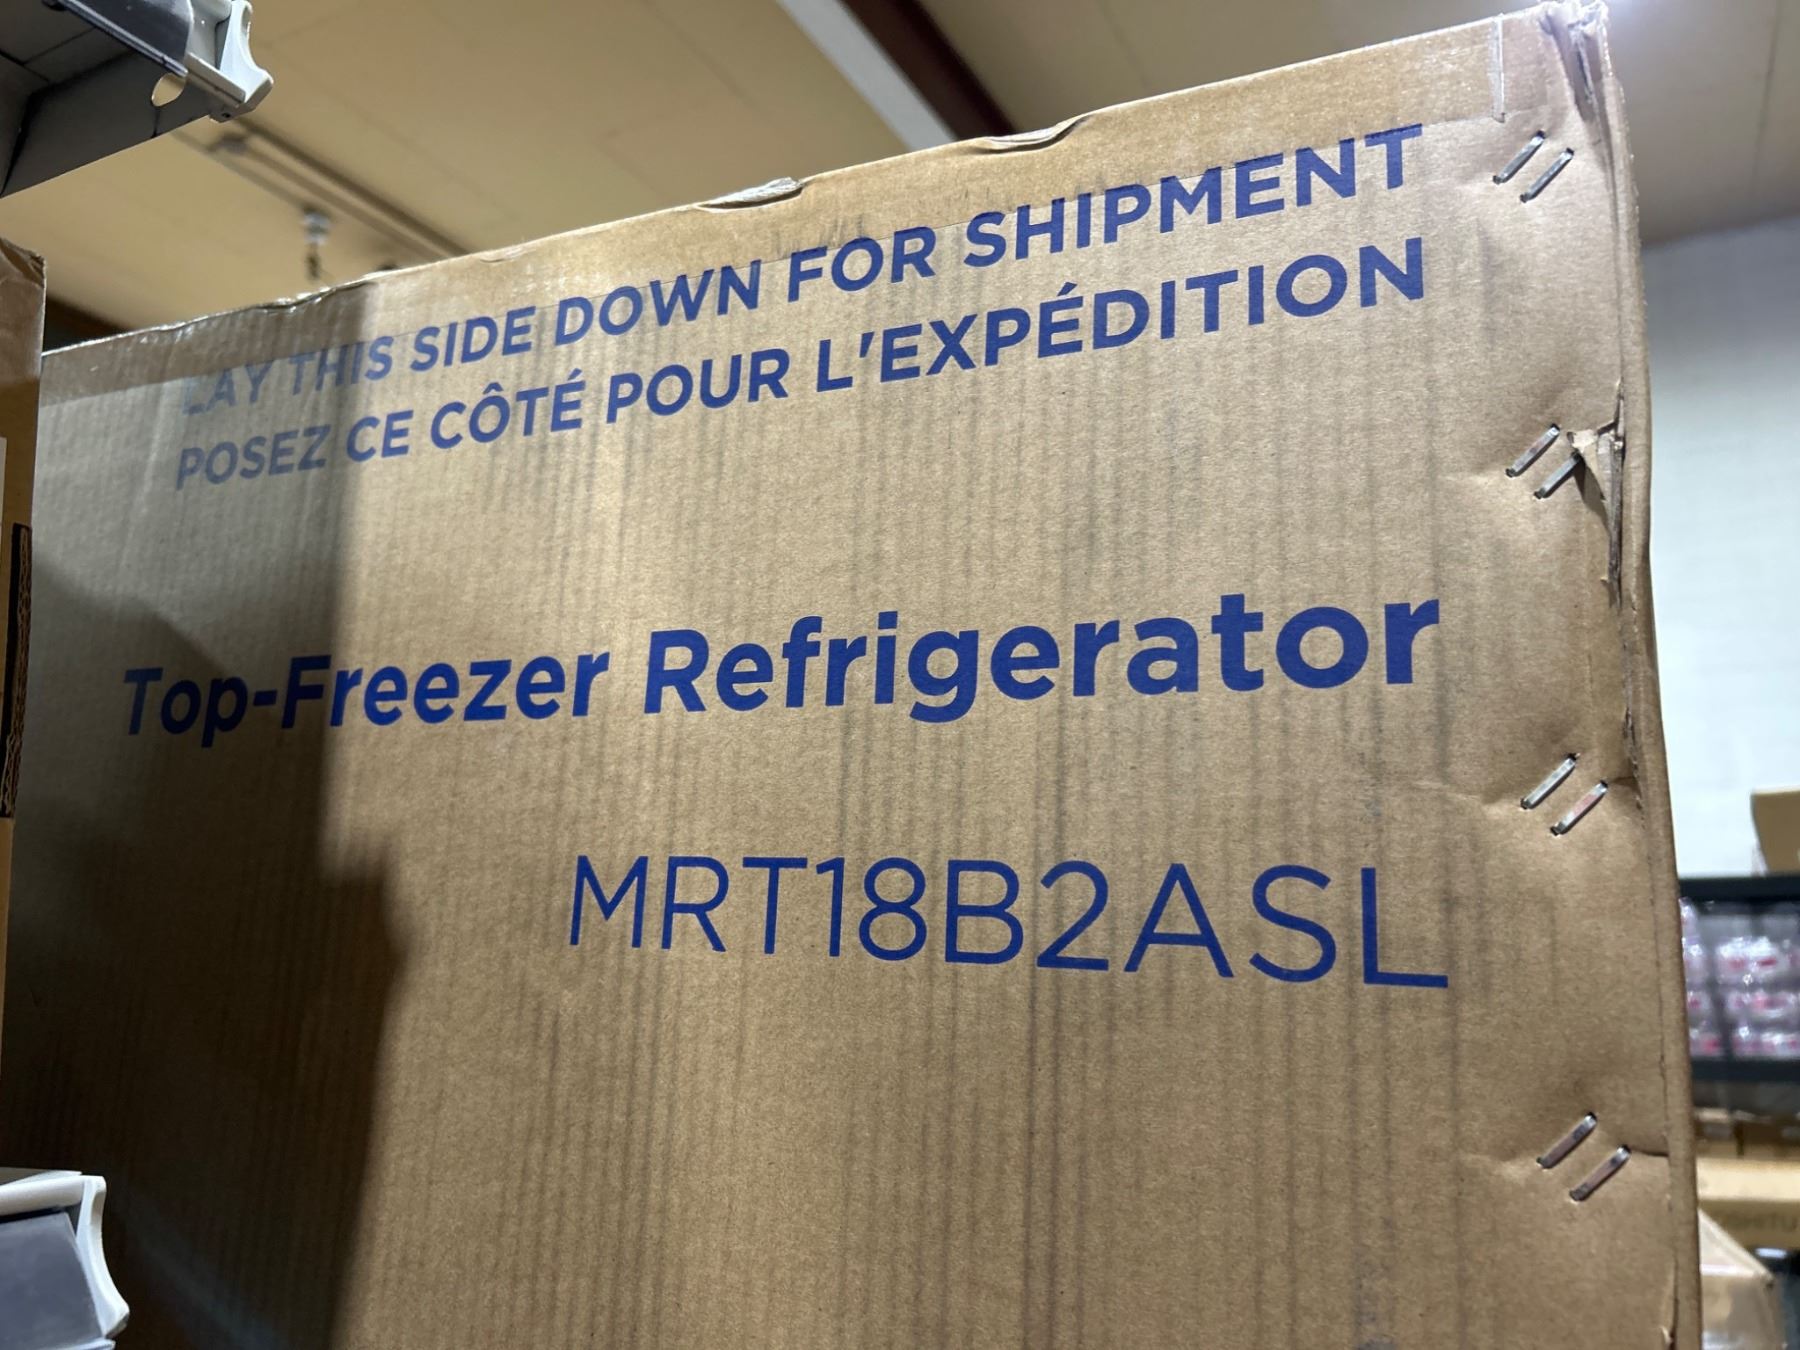 LAY THIS SIDE DOWN FOR SHIPMENT
POSEZ CE CÔTÉ POUR L'EXPÉDITION
Top-Freezer Refrigerator
MRT18B2ASL